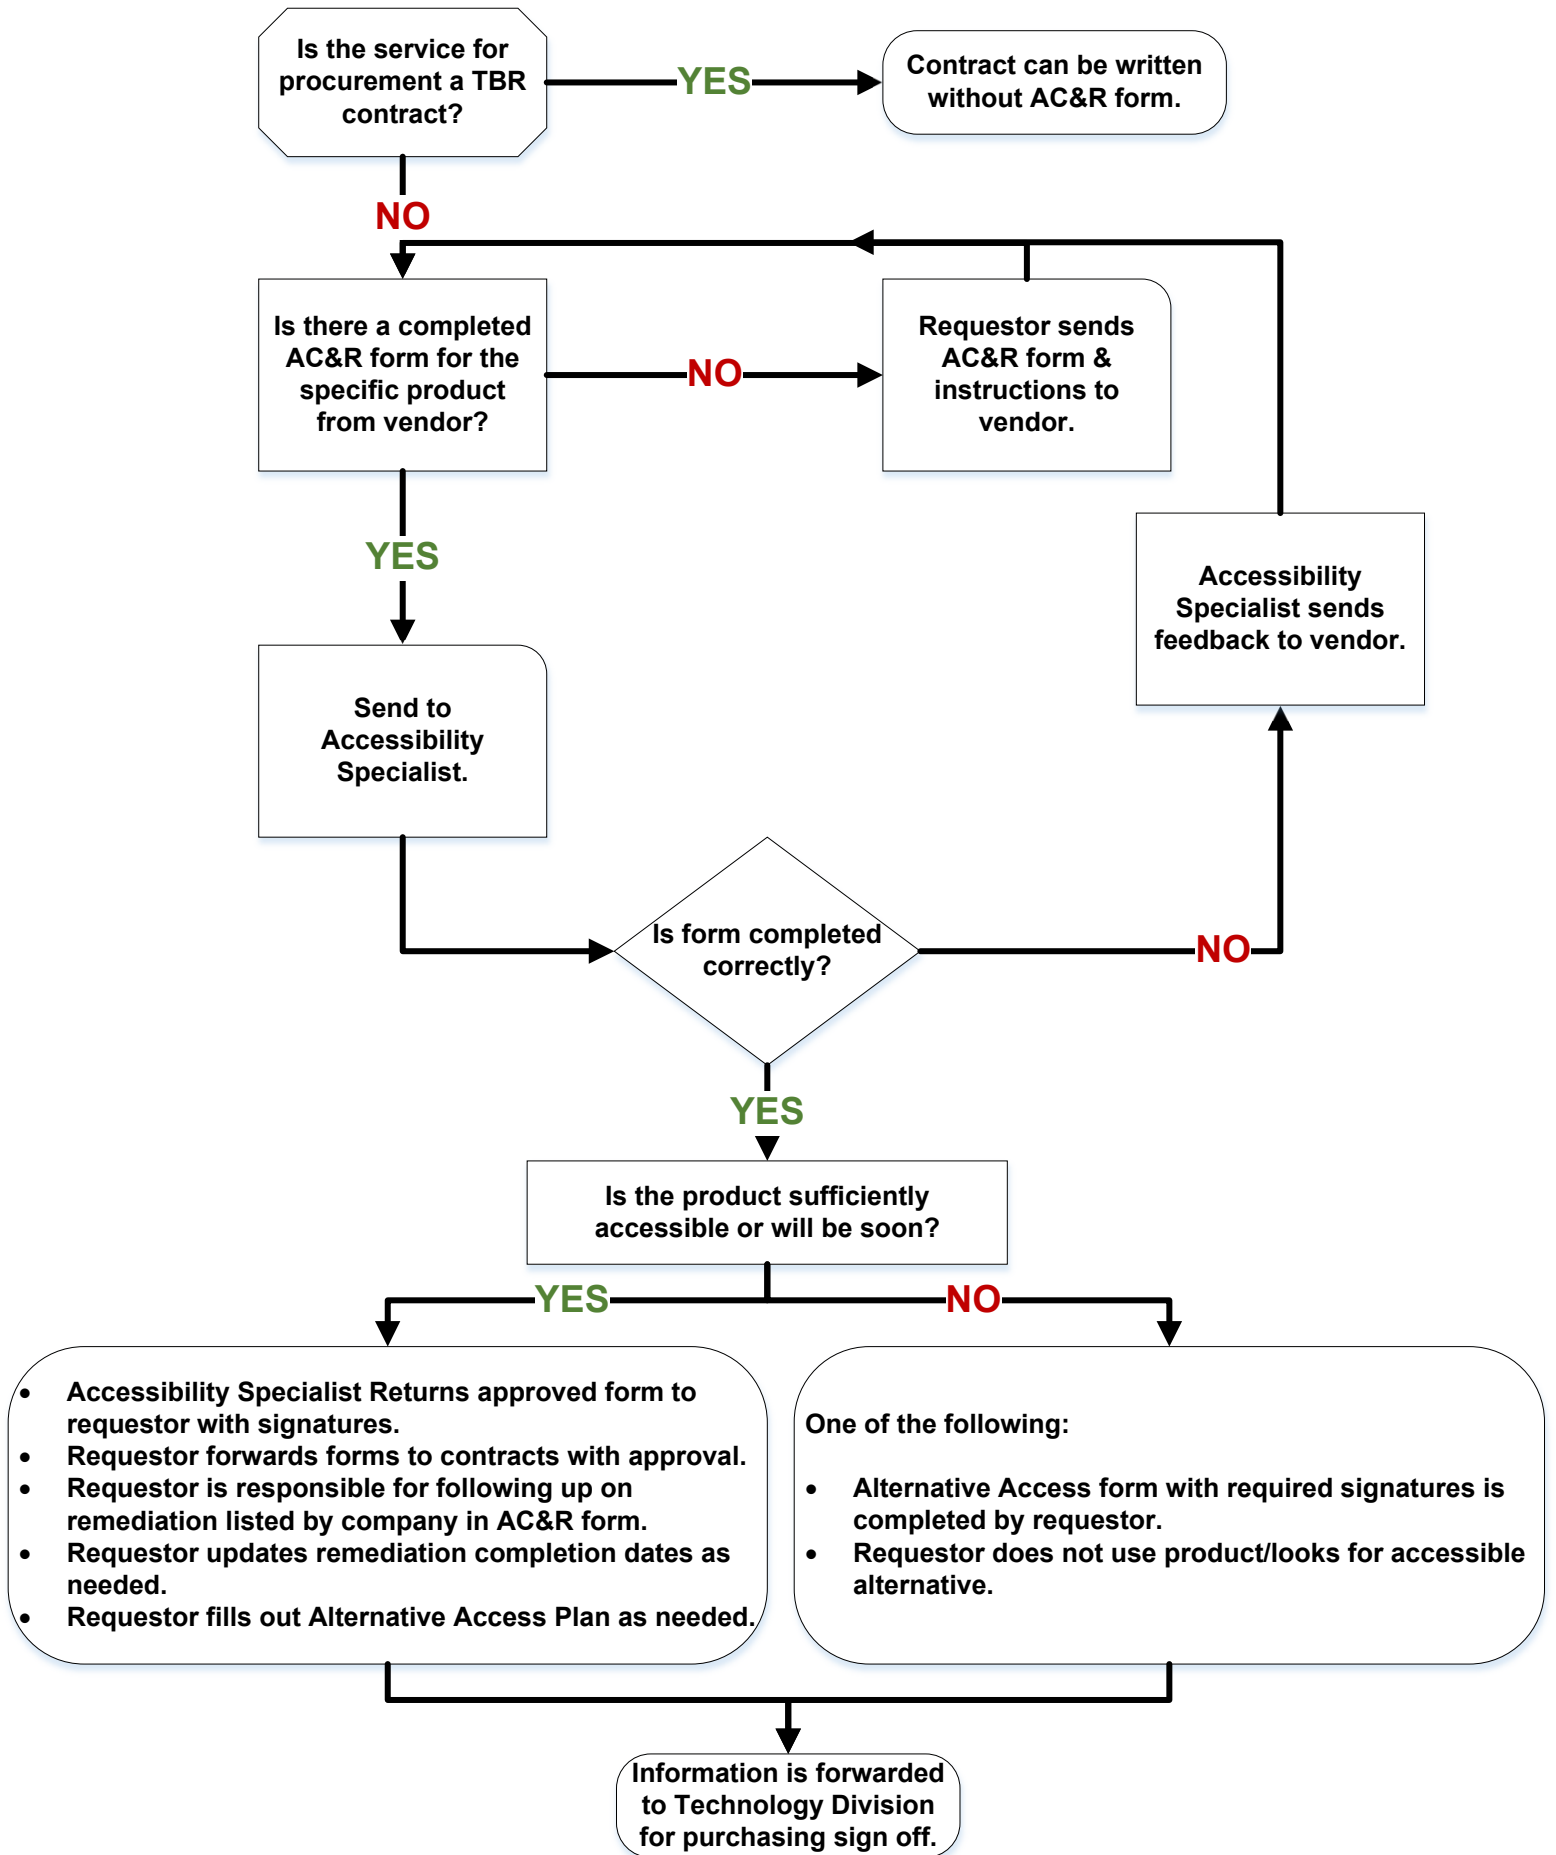 Is the service for
procurement a TBR
contract?
YES
Contract can be written
without AC&R form.
NO
Is there a completed
AC&R form for the
specific product
from vendor?
NO
Requestor sends
AC&R form &
instructions to
vendor.
YES
Accessibility
Specialist sends
feedback to vendor.
Send to
Accessibility
Specialist.
Is form completed
correctly?
NO
YES
Is the product sufficiently
accessible or will be soon?
YES
NO
• Accessibility Specialist Returns approved form to
requestor with signatures.
• Requestor forwards forms to contracts with approval.
• Requestor is responsible for following up on
remediation listed by company in AC&R form.
• Requestor updates remediation completion dates as
needed.
• Requestor fills out Alternative Access Plan as needed.
One of the following:
• Alternative Access form with required signatures is
completed by requestor.
• Requestor does not use product/looks for accessible
alternative.
Information is forwarded
to Technology Division
for purchasing sign off.